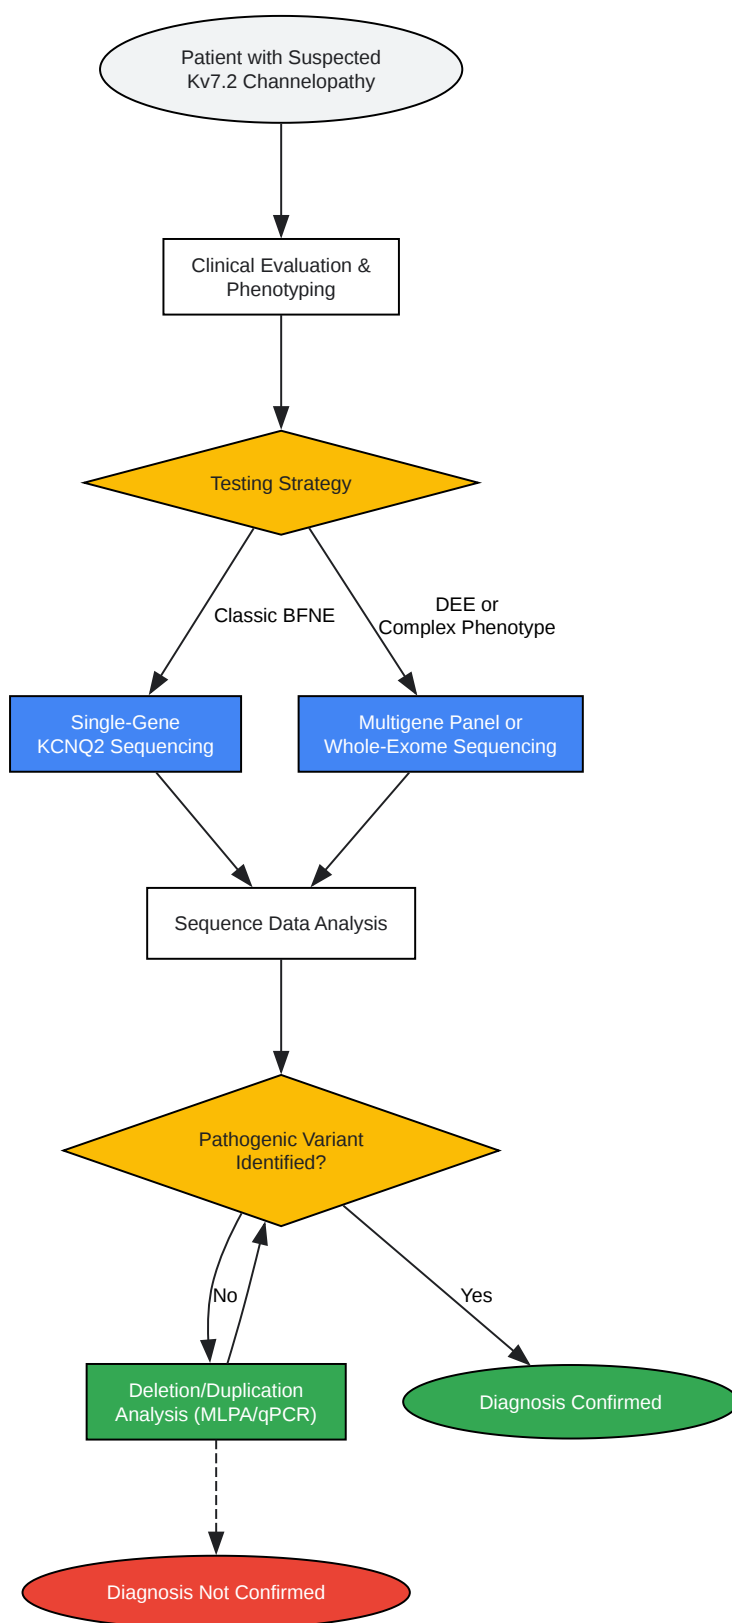 Patient with Suspected
Kv7.2 Channelopathy
Clinical Evaluation &
Phenotyping
Testing Strategy
Classic BFNE
DEE or
Complex Phenotype
Single-Gene
KCNQ2 Sequencing
Multigene Panel or
Whole-Exome Sequencing
Sequence Data Analysis
Pathogenic Variant
Identified?
No
Yes
Deletion/Duplication
Analysis (MLPA/qPCR)
Diagnosis Confirmed
Diagnosis Not Confirmed